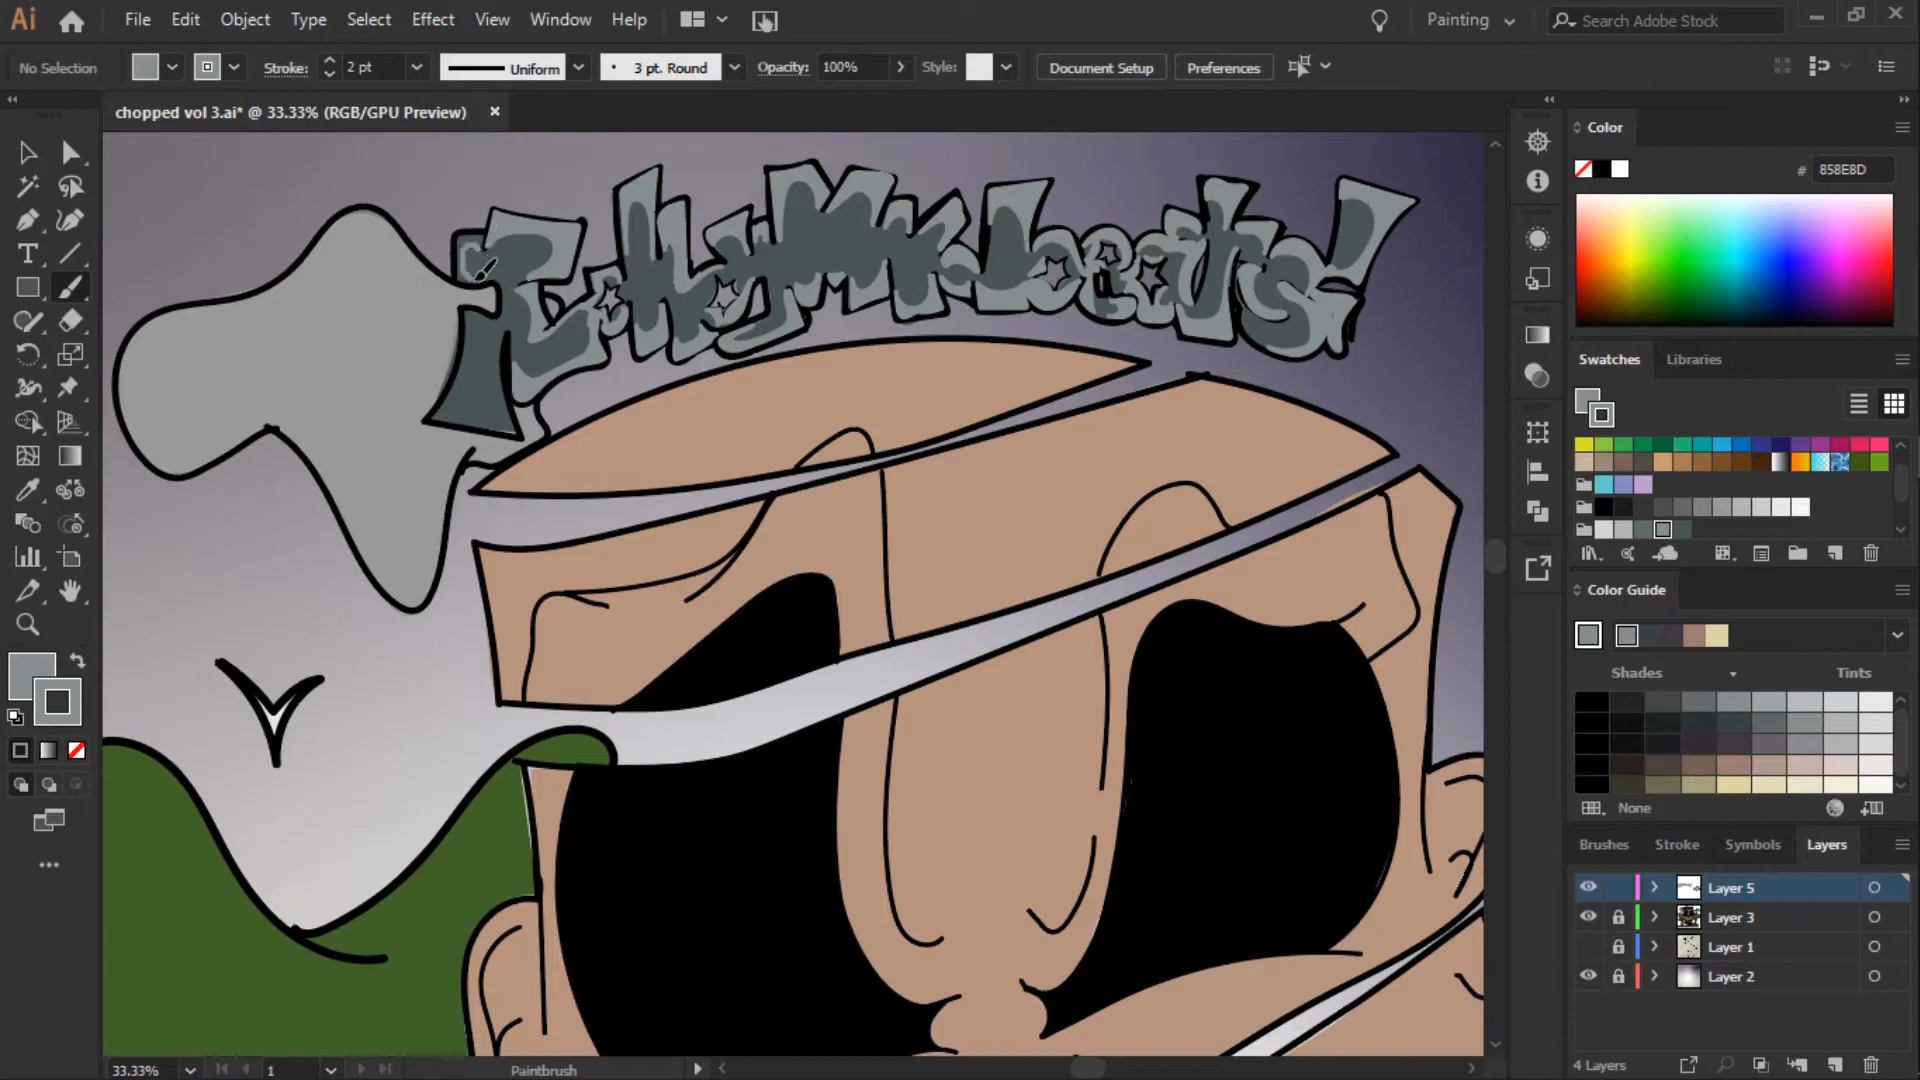 Ai File Edit Object Type Select Effect View Window Help Painting Search Adobe Stock
No Selection Stroke: 2 pt Uniform 3 pt. Round Opacity: 100% Style: Document Setup Preferences
chopped vol 3.ai* @ 33.33% (RGB/GPU Preview)
Color
# 858E8D
Swatches Libraries
Color Guide
Shades Tints
None
Brushes Stroke Symbols Layers
Layer 5
Layer 3
Layer 1
Layer 2
4 Layers
33.33% 1 Paintbrush